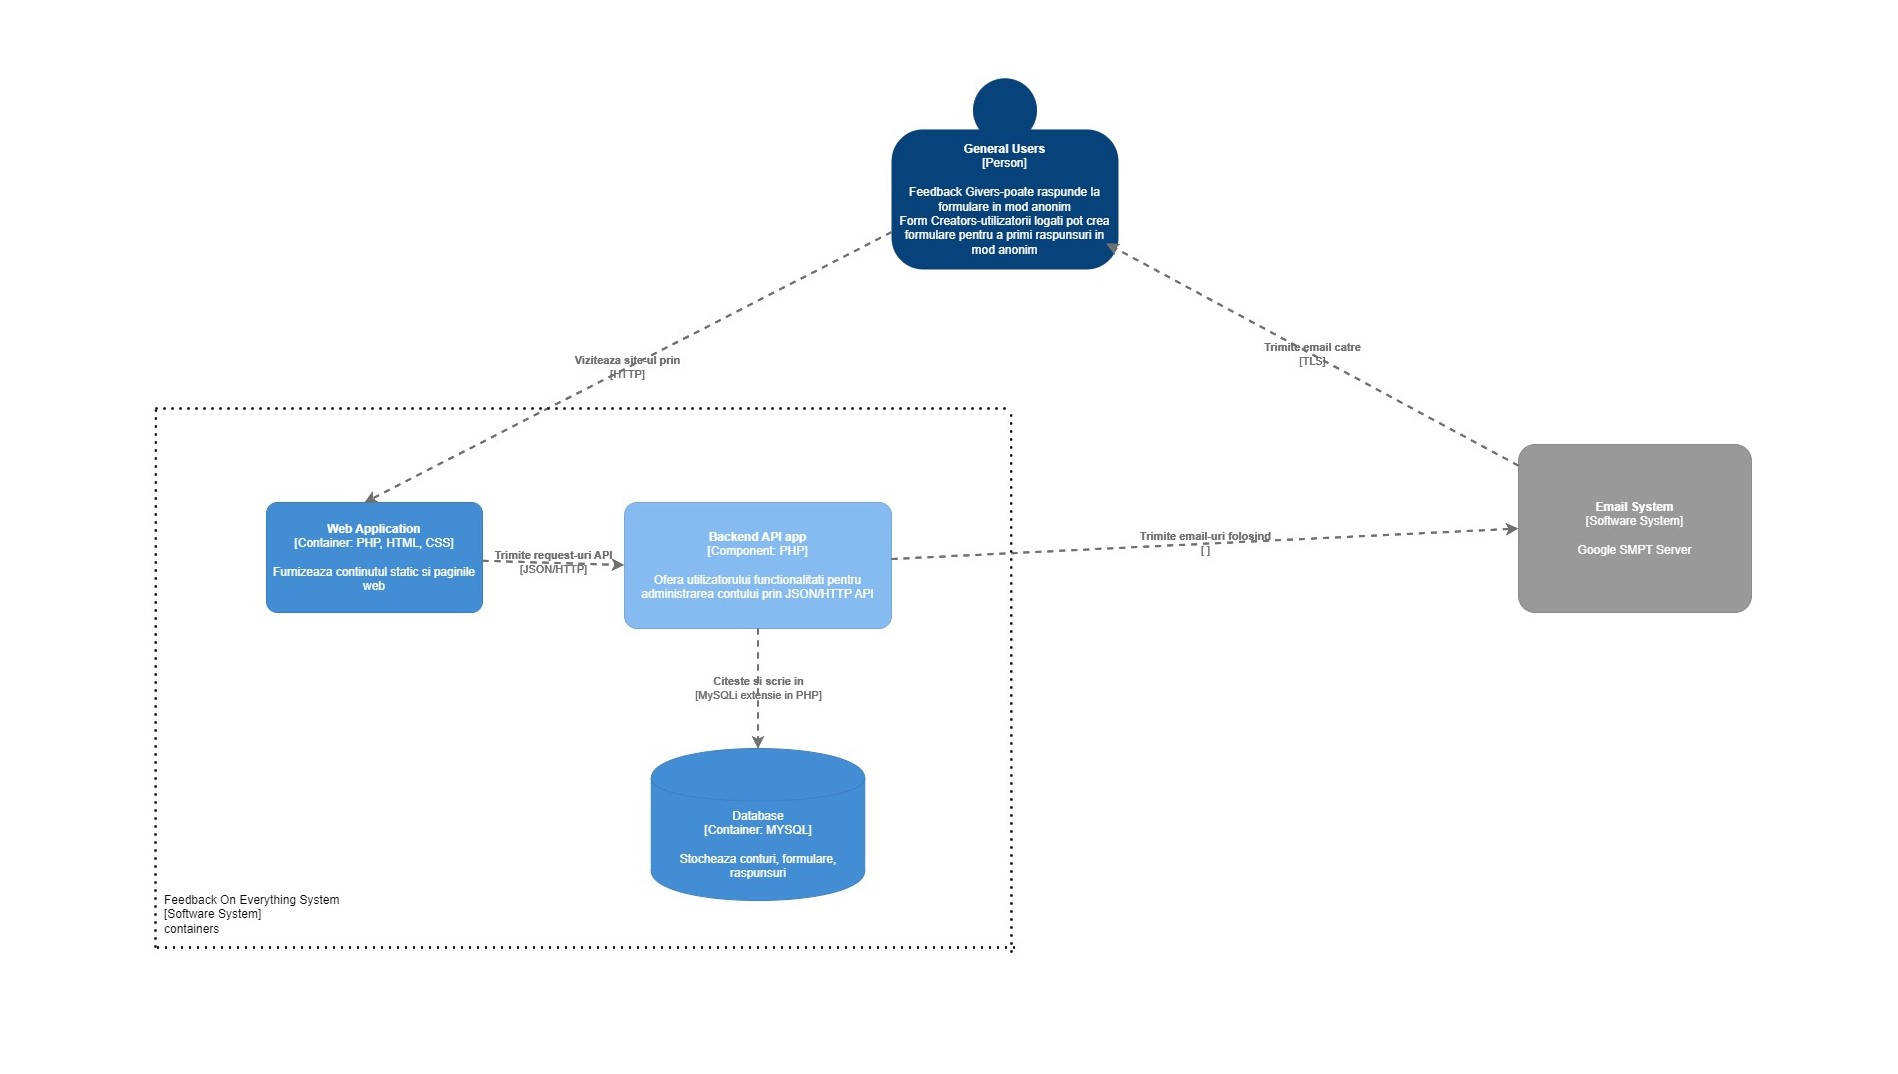 General Users
[Person]
Feedback Givers-poate raspunde la
formulare in mod anonim
Form Creators-utilizatorii logati pot crea
formulare pentru a primi raspunsuri in
mod anonim
Viziteaza site-ul prin
[HTTP]
Trimite email catre
[TLS]
Web Application
[Container: PHP, HTML, CSS]
Furnizeaza continutul static si paginile
web
Trimite request-uri API
[JSON/HTTP]
Backend API app
[Component: PHP]
Ofera utilizatorului functionalitati pentru
administrarea contului prin JSON/HTTP API
Trimite email-uri folosind
[ ]
Email System
[Software System]
Google SMPT Server
Citeste si scrie in
[MySQLi extensie in PHP]
Database
[Container: MYSQL]
Stocheaza conturi, formulare,
raspunsuri
Feedback On Everything System
[Software System]
containers